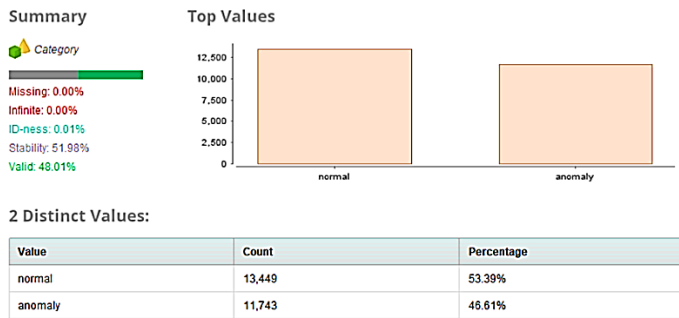 Summary
Category
Missing: 0.00%
Infinite: 0.00%
ID-ness: 0.01%
Stability: 51.98%
Valid: 48.01%
Top Values
12,500
10,000
7,500
5,000
2,500
0
normal anomaly
2 Distinct Values:
Value Count Percentage
normal 13,449 53.39%
anomaly 11,743 46.61%